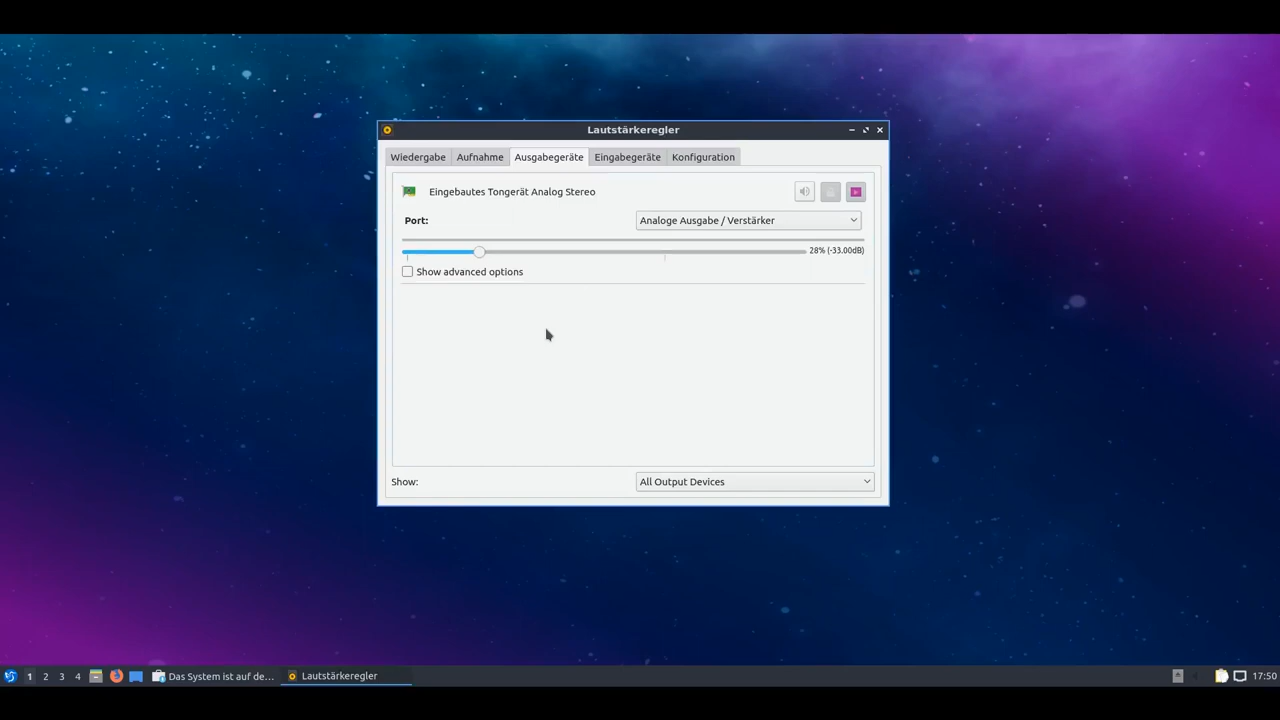 Lautstärkeregler
Wiedergabe Aufnahme Ausgabegeräte Eingabegeräte Konfiguration
Eingebautes Tongerät Analog Stereo
Port: Analoge Ausgabe / Verstärker
28% (-33.00dB)
Show advanced options
Show: All Output Devices
1 2 3 4 Das System ist auf de... Lautstärkeregler 17:50